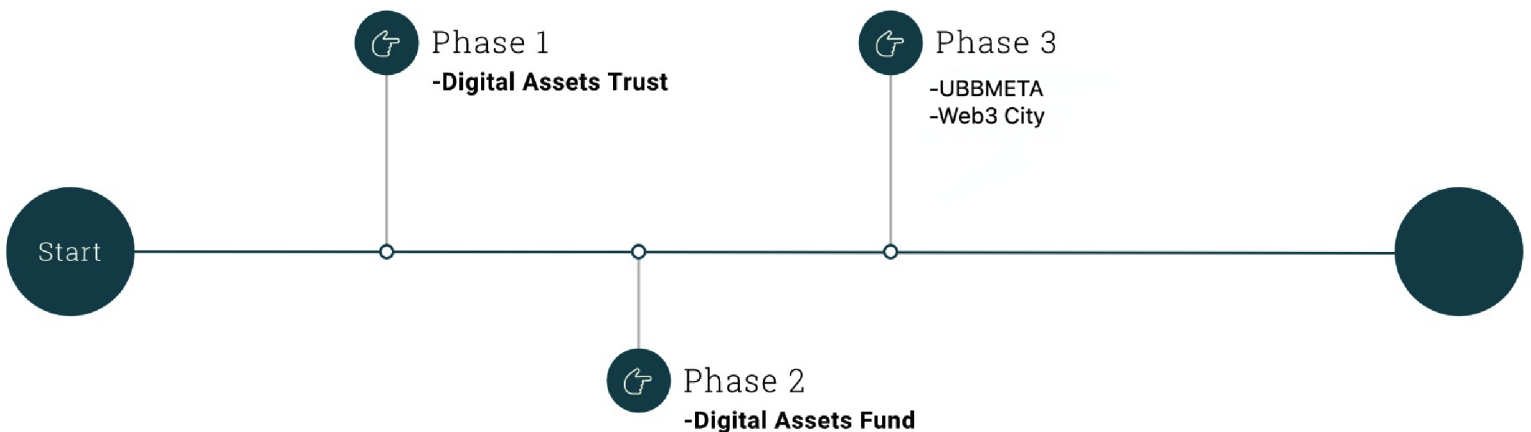 Phase 1
-Digital Assets Trust
Phase 3
-UBBMETA
-Web3 City
Start
Phase 2
-Digital Assets Fund